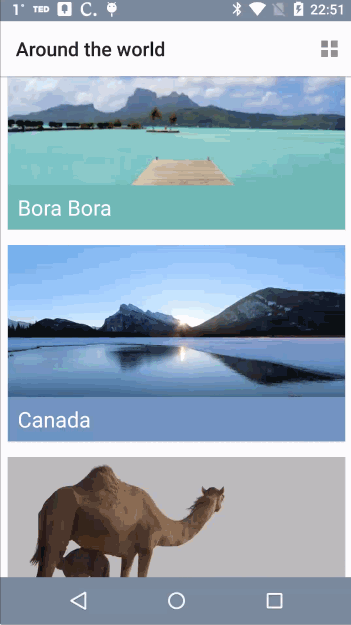 1° TED C. 22:51
Around the world
Bora Bora
Canada